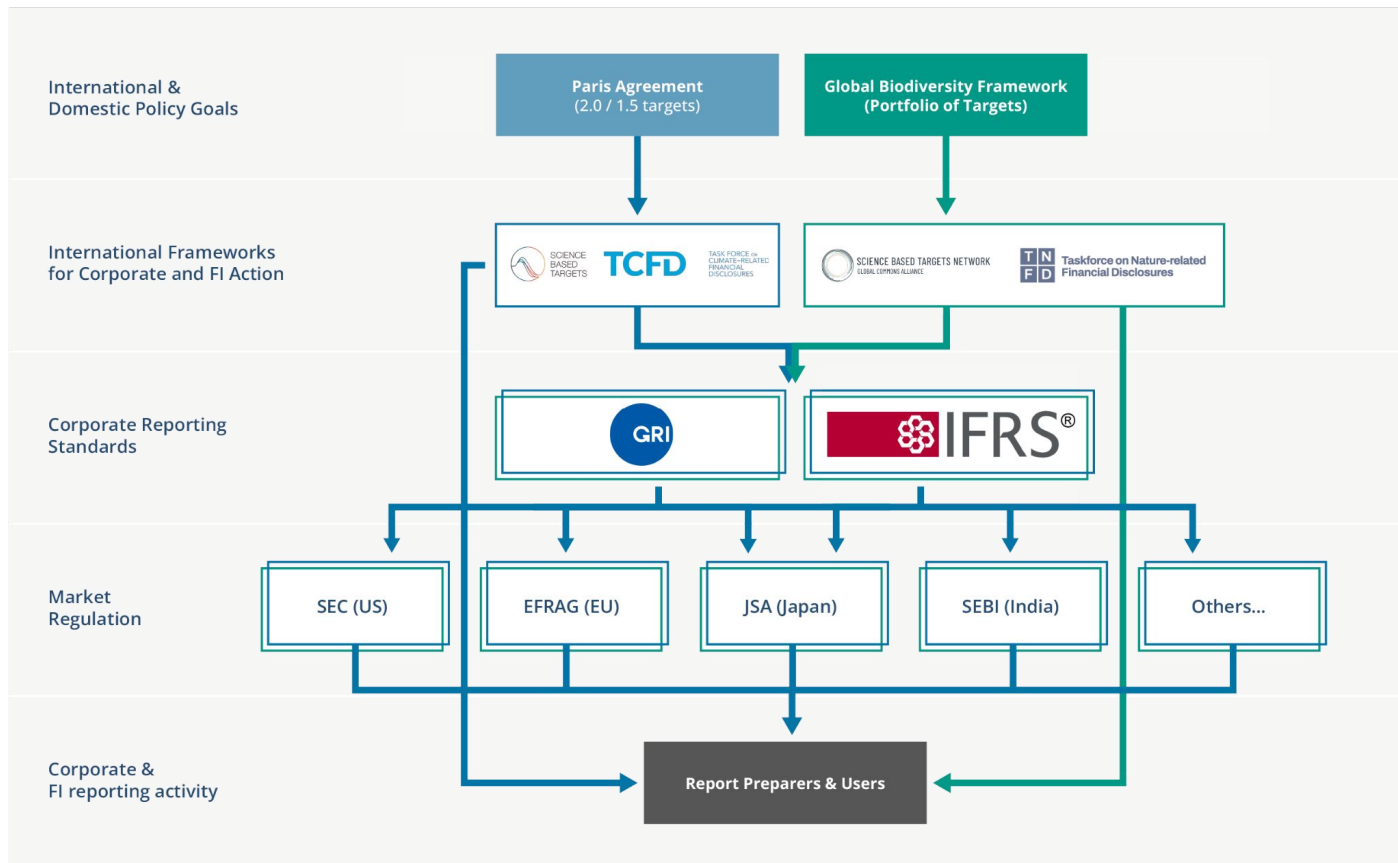 International &
Domestic Policy Goals
Paris Agreement
(2.0 / 1.5 targets)
Global Biodiversity Framework
(Portfolio of Targets)
International Frameworks
for Corporate and FI Action
SCIENCE
BASED
TARGETS
TCFD
TASK FORCE on
CLIMATE-RELATED
FINANCIAL
DISCLOSURES
SCIENCE BASED TARGETS NETWORK
GLOBAL COMMONS ALLIANCE
TN
FD
Taskforce on Nature-related
Financial Disclosures
Corporate Reporting
Standards
GRI
IFRS®
Market
Regulation
SEC (US)
EFRAG (EU)
JSA (Japan)
SEBI (India)
Others...
Corporate &
FI reporting activity
Report Preparers & Users